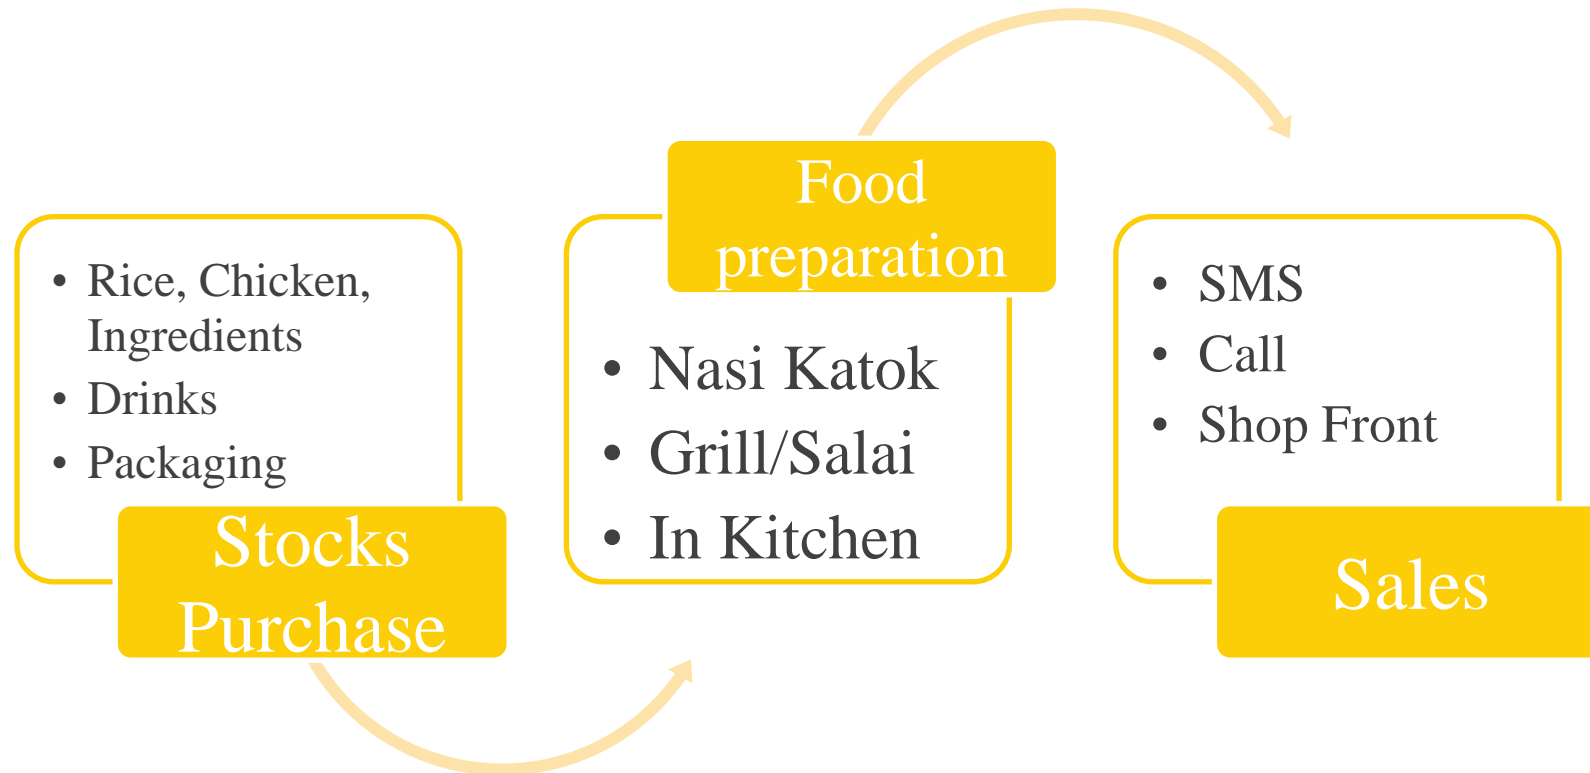 • Rice, Chicken,
Ingredients
• Drinks
• Packaging
Stocks
Purchase
Food
preparation
• Nasi Katok
• Grill/Salai
• In Kitchen
• SMS
• Call
• Shop Front
Sales